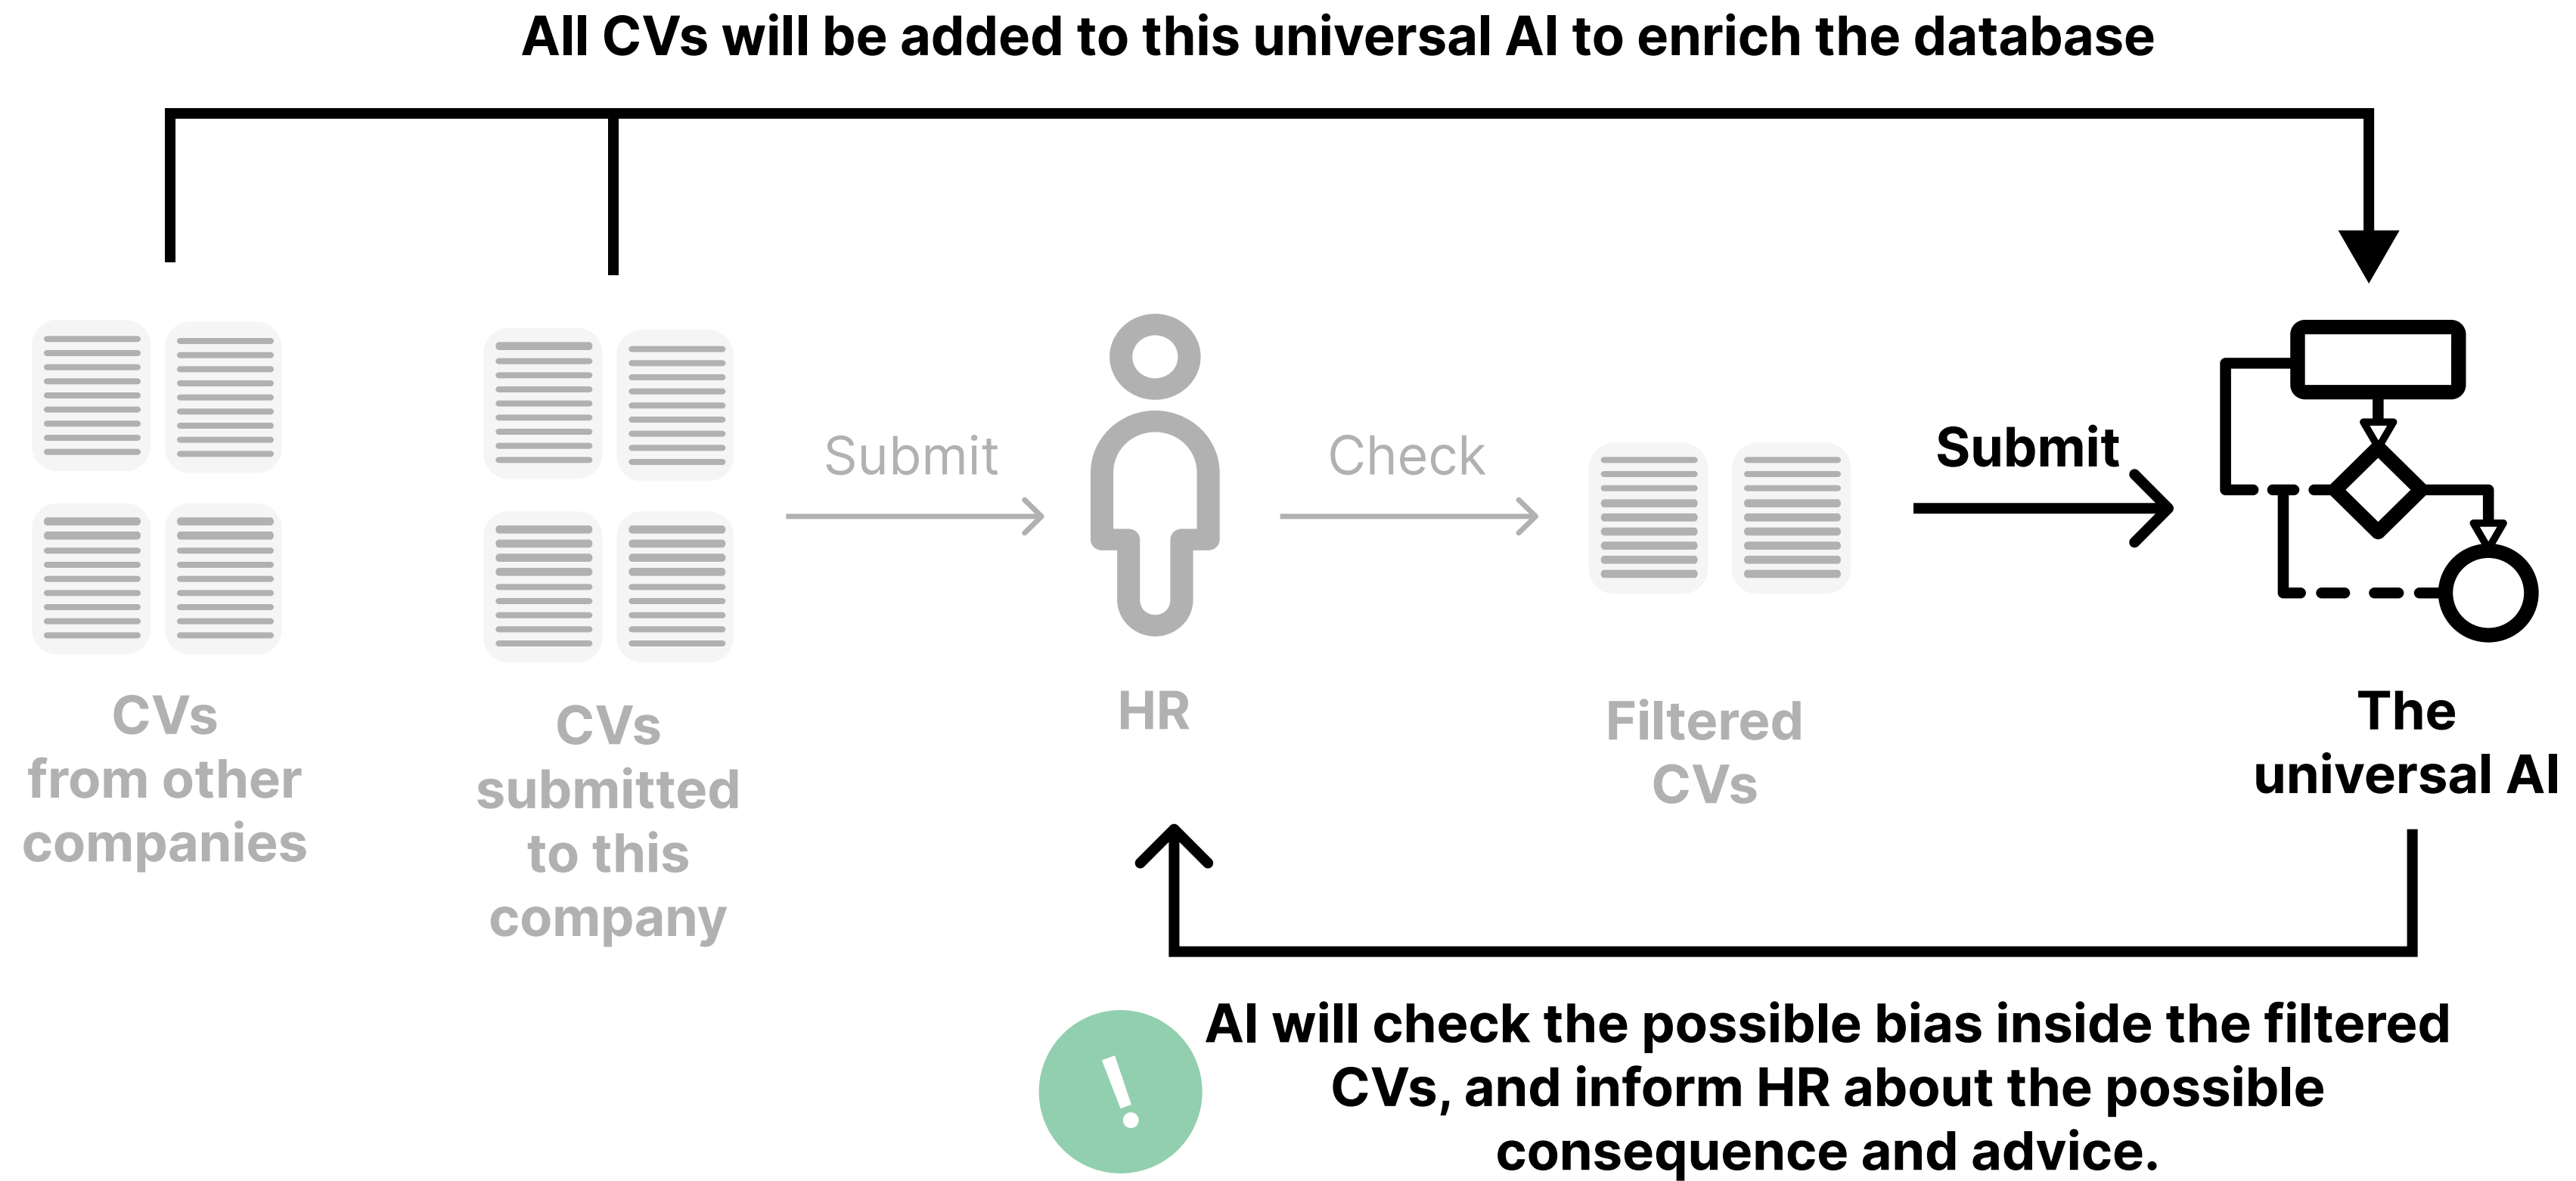 All CVs will be added to this universal AI to enrich the database
Submit
Check
Submit
CVs
from other
companies
CVs
submitted
to this
company
HR
Filtered
CVs
The
universal AI
!
AI will check the possible bias inside the filtered
CVs, and inform HR about the possible
consequence and advice.